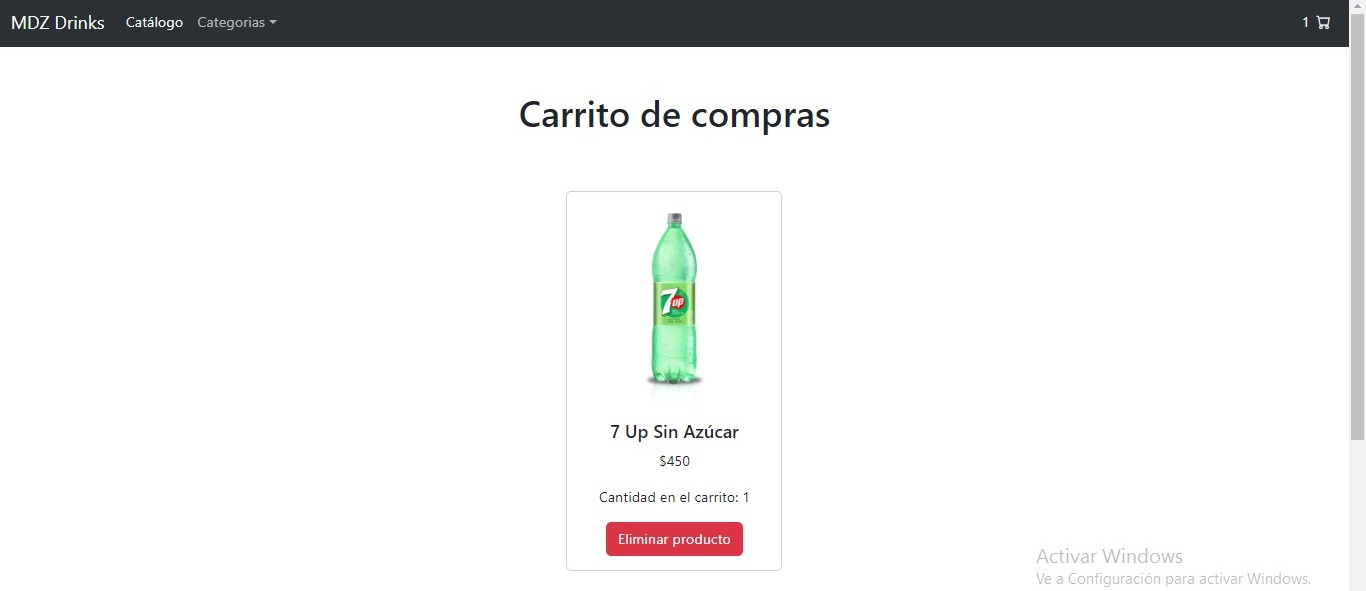 MDZ Drinks Catálogo Categorias 1
Carrito de compras
7up
7 Up Sin Azúcar
$450
Cantidad en el carrito: 1
Eliminar producto
Activar Windows
Ve a Configuración para activar Windows.